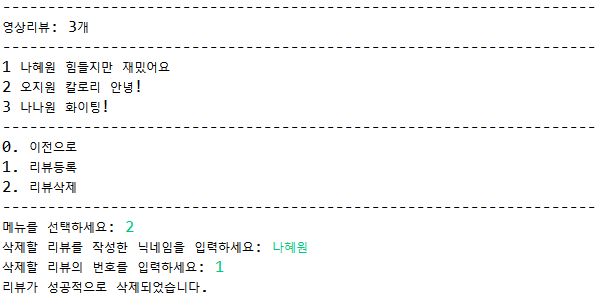 ----------------------------------------------------------------------
영상리뷰: 3개
----------------------------------------------------------------------
1 나혜원 힘들지만 재밌어요
2 오지원 칼로리 안녕!
3 나나원 화이팅!
----------------------------------------------------------------------
0. 이전으로
1. 리뷰등록
2. 리뷰삭제
----------------------------------------------------------------------
메뉴를 선택하세요: 2
삭제할 리뷰를 작성한 닉네임을 입력하세요: 나혜원
삭제할 리뷰의 번호를 입력하세요: 1
리뷰가 성공적으로 삭제되었습니다.